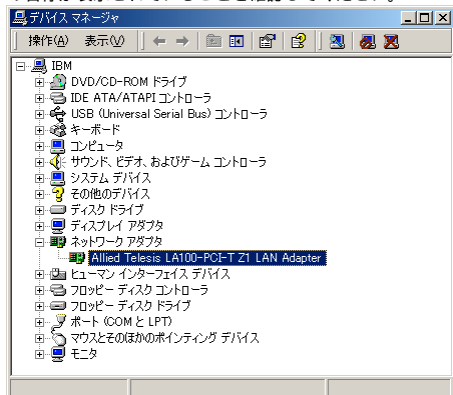 デバイス マネージャ
操作(A) 表示(V)
IBM
DVD/CD-ROM ドライブ
IDE ATA/ATAPI コントローラ
USB (Universal Serial Bus) コントローラ
キーボード
コンピュータ
サウンド、ビデオ、およびゲーム コントローラ
システム デバイス
その他のデバイス
ディスク ドライブ
ディスプレイ アダプタ
ネットワーク アダプタ
Allied Telesis LA100-PCI-T Z1 LAN Adapter
ヒューマン インターフェイス デバイス
フロッピー ディスク コントローラ
フロッピー ディスク ドライブ
ポート (COM と LPT)
マウスとそのほかのポインティング デバイス
モニタ